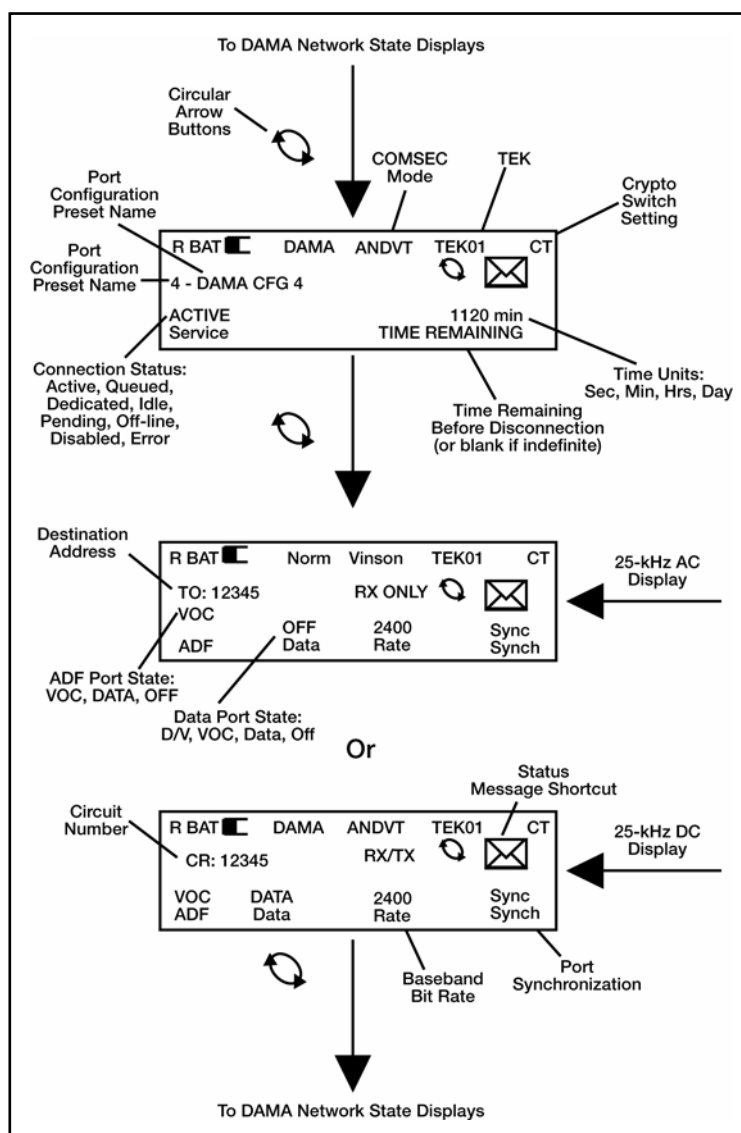 To DAMA Network State Displays
Circular
Arrow
Buttons
COMSEC
Mode
TEK
Port
Configuration
Preset Name
Crypto
Switch
Setting
Port
Configuration
Preset Name
R BAT DAMA ANDVT TEK01 CT
4 - DAMA CFG 4
ACTIVE 1120 min
Service TIME REMAINING
Connection Status:
Active, Queued,
Dedicated, Idle,
Pending, Off-line,
Disabled, Error
Time Units:
Sec, Min, Hrs, Day
Time Remaining
Before Disconnection
(or blank if indefinite)
Destination
Address
R BAT Norm Vinson TEK01 CT
TO: 12345 RX ONLY
VOC
OFF 2400 Sync
ADF Data Rate Synch
25-kHz AC
Display
ADF Port State:
VOC, DATA, OFF
Data Port State:
D/V, VOC, Data, Off
Or
Status
Message Shortcut
Circuit
Number
R BAT DAMA ANDVT TEK01 CT
CR: 12345 RX/TX
VOC DATA 2400 Sync
ADF Data Rate Synch
25-kHz DC
Display
Baseband
Bit Rate
Port
Synchronization
To DAMA Network State Displays